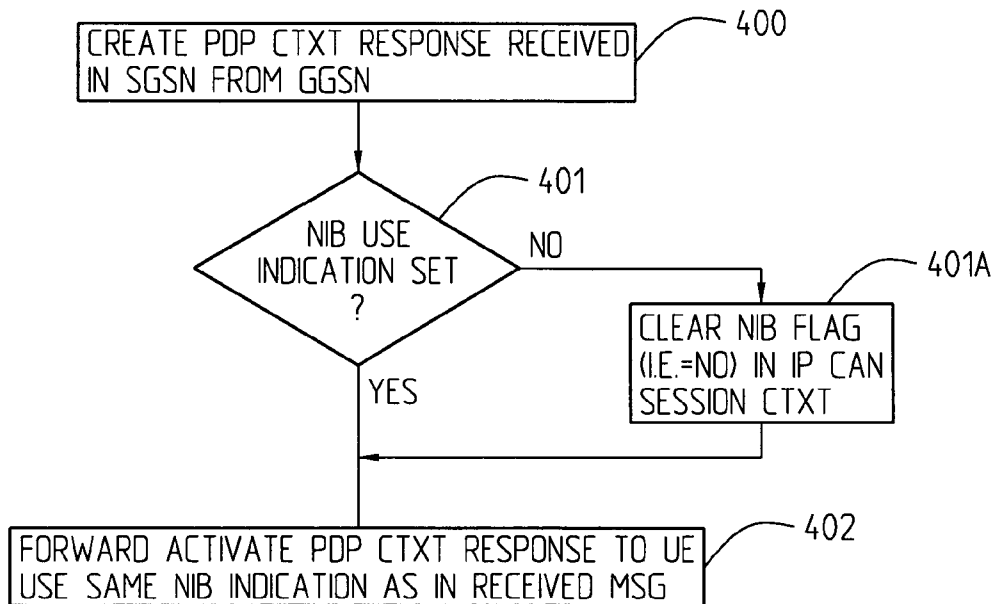 400
CREATE PDP CTXT RESPONSE RECEIVED
IN SGSN FROM GGSN
401
NIB USE
INDICATION SET
?
NO
401A
CLEAR NIB FLAG
(I.E.=NO) IN IP CAN
SESSION CTXT
YES
402
FORWARD ACTIVATE PDP CTXT RESPONSE TO UE
USE SAME NIB INDICATION AS IN RECEIVED MSG